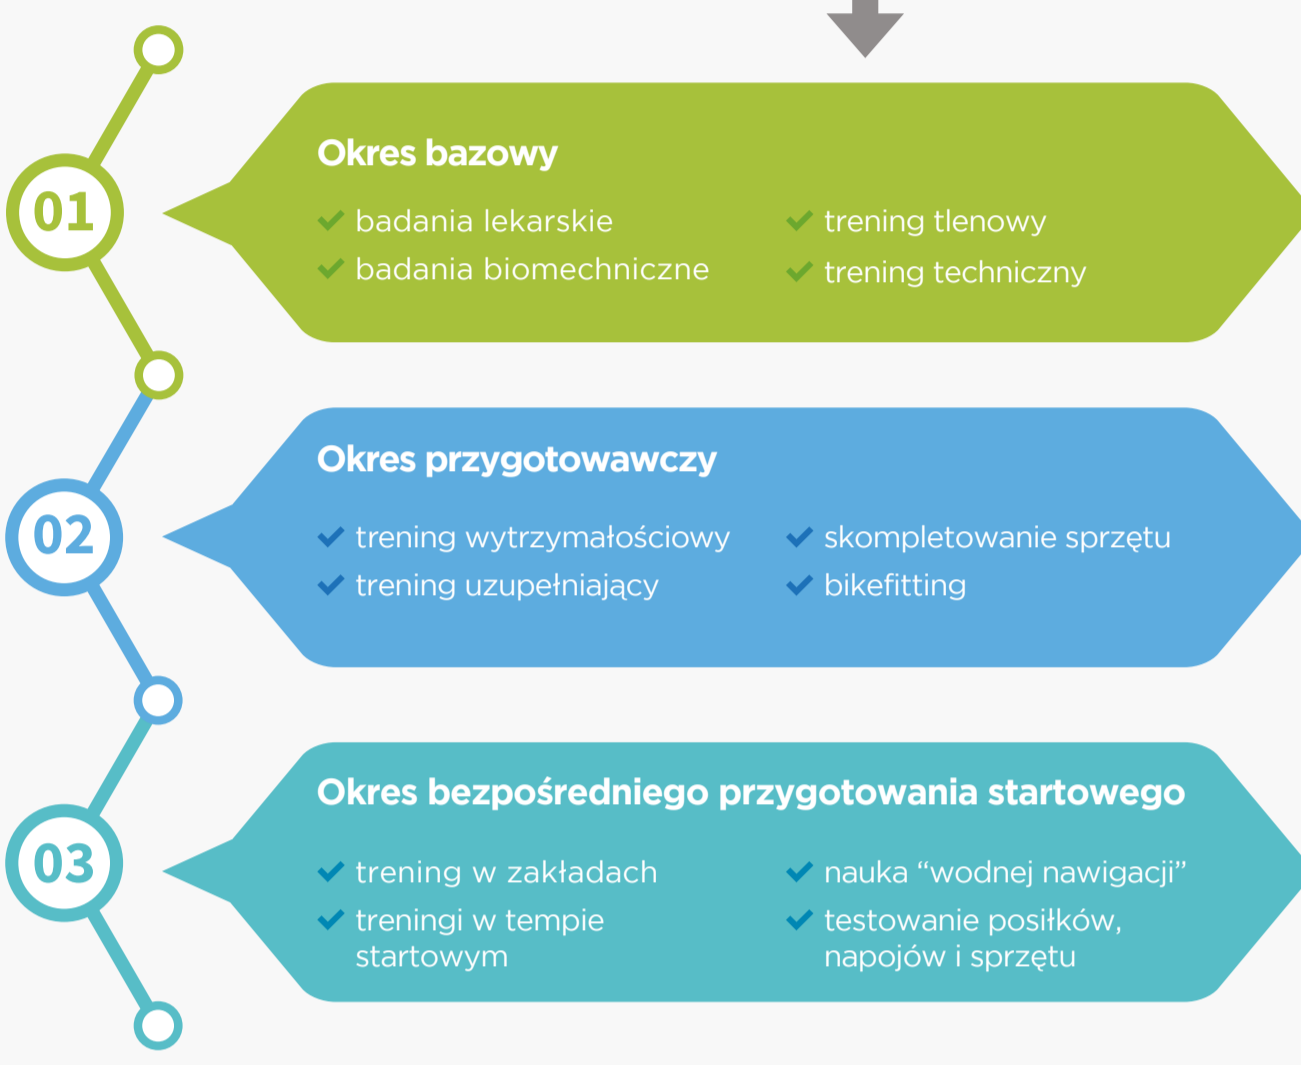 01
Okres bazowy
badania lekarskie
badania biomechniczne
trening tlenowy
trening techniczny
02
Okres przygotowawczy
trening wytrzymałościowy
trening uzupełniający
skompletowanie sprzętu
bikefitting
03
Okres bezpośredniego przygotowania startowego
trening w zakładach
treningi w tempie
startowym
nauka “wodnej nawigacji”
testowanie posiłków,
napojów i sprzętu